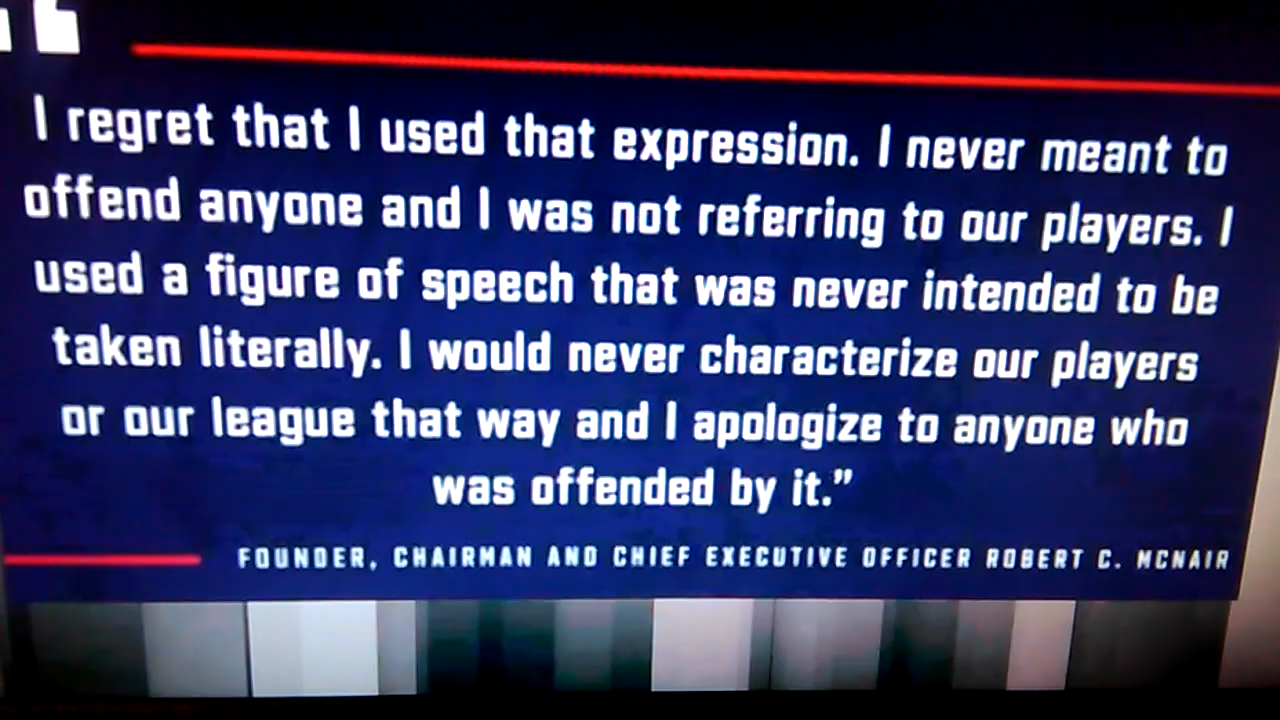 “
I regret that I used that expression. I never meant to
offend anyone and I was not referring to our players. I
used a figure of speech that was never intended to be
taken literally. I would never characterize our players
or our league that way and I apologize to anyone who
was offended by it.”
FOUNDER, CHAIRMAN AND CHIEF EXECUTIVE OFFICER ROBERT C. MCNAIR